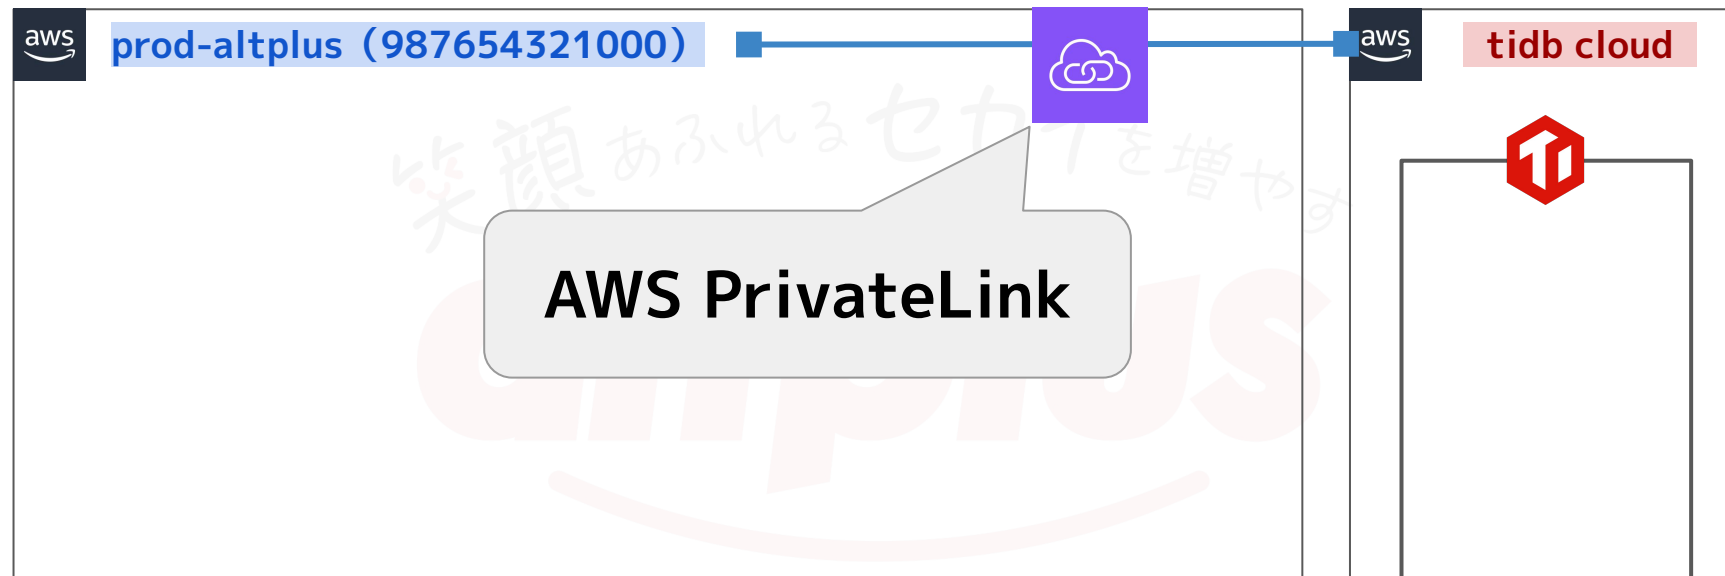 aws
prod-altplus（987654321000）
aws
tidb cloud
笑顔あふれるセカイを増やす
AWS PrivateLink
altplus